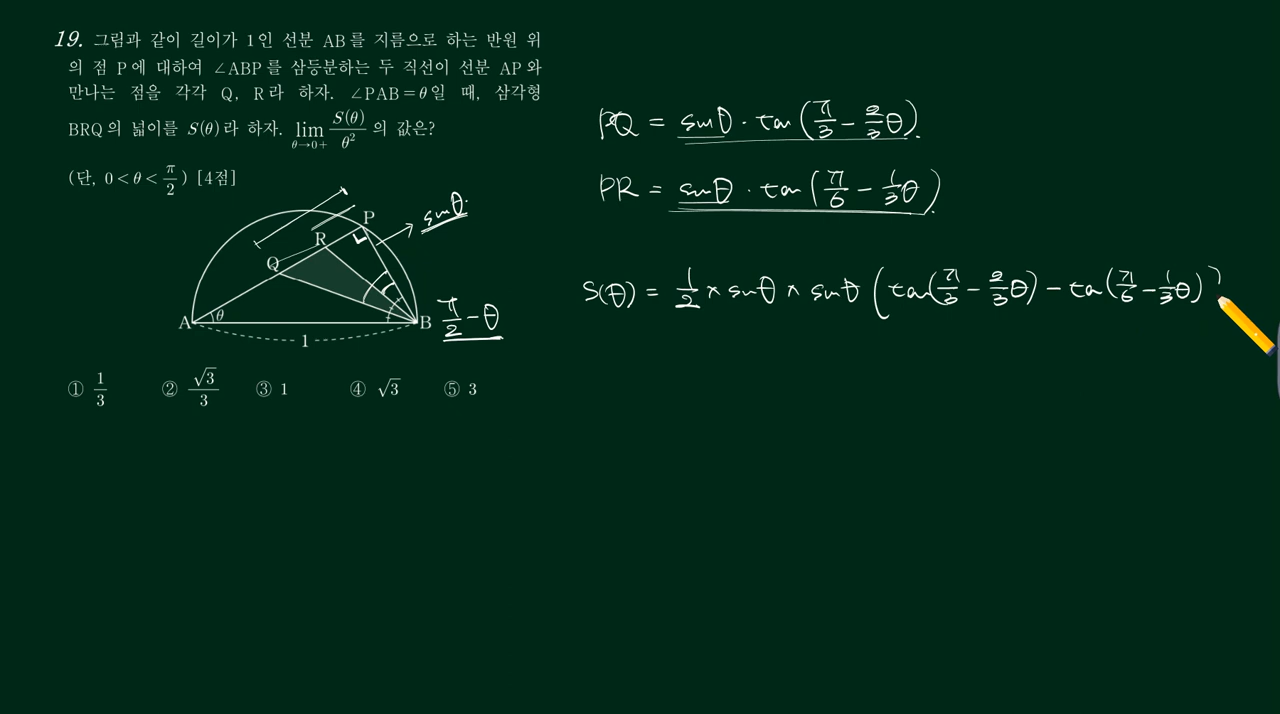 19. 그림과 같이 길이가 1인 선분 AB를 지름으로 하는 반원 위
의 점 P에 대하여 ∠ABP를 삼등분하는 두 직선이 선분 AP와
만나는 점을 각각 Q, R라 하자. ∠PAB=θ일 때, 삼각형
BRQ의 넓이를 S(θ)라 하자. lim θ→0+ S(θ)/θ² 의 값은?
(단, 0<θ<π/2) [4점]
P
sinθ
R
Q
A θ B π/2 - θ
1
① 1/3 ② √3/3 ③ 1 ④ √3 ⑤ 3
PQ = sinθ · tan(π/3 - 2/3 θ)
PR = sinθ · tan(π/6 - 1/3 θ)
S(θ) = 1/2 × sinθ × sinθ (tan(π/3 - 2/3 θ) - tan(π/6 - 1/3 θ))